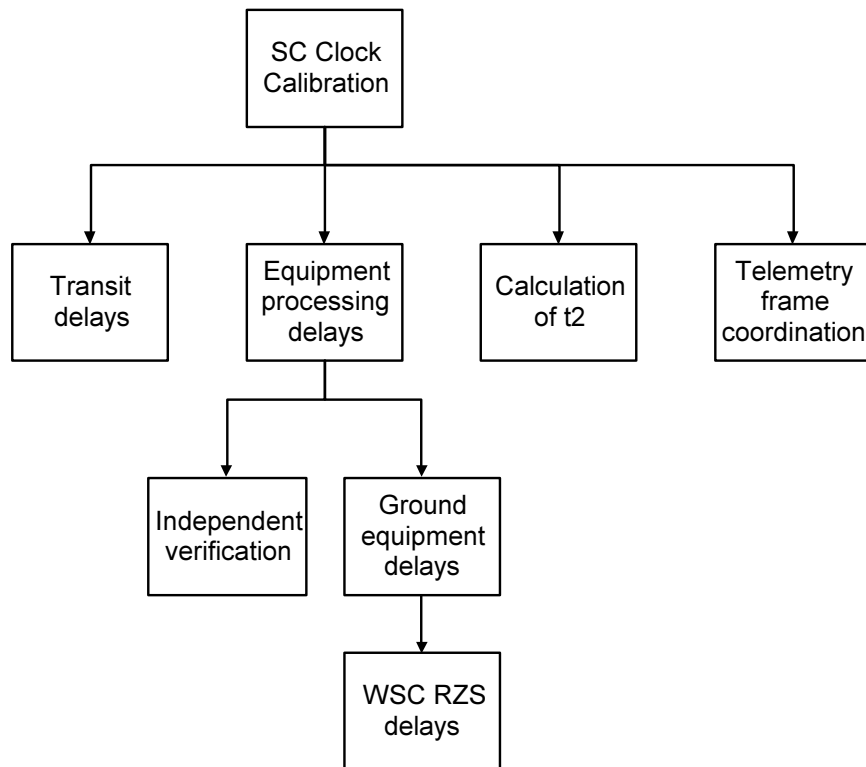 SC Clock
Calibration
Transit
delays
Equipment
processing
delays
Calculation
of t2
Telemetry
frame
coordination
Independent
verification
Ground
equipment
delays
WSC RZS
delays